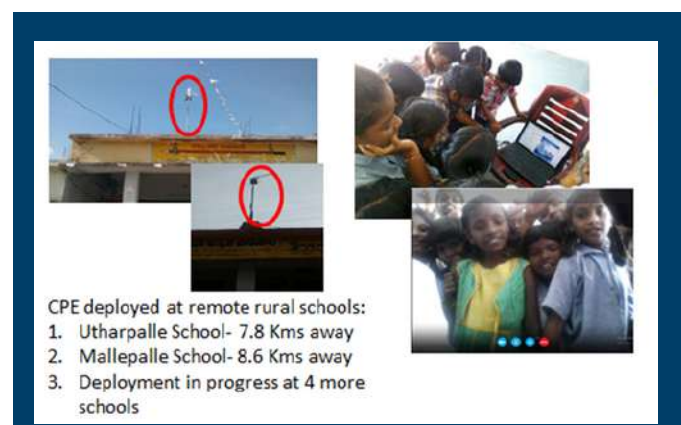 CPE deployed at remote rural schools:
1. Utharpalle School- 7.8 Kms away
2. Mallepalle School- 8.6 Kms away
3. Deployment in progress at 4 more
schools